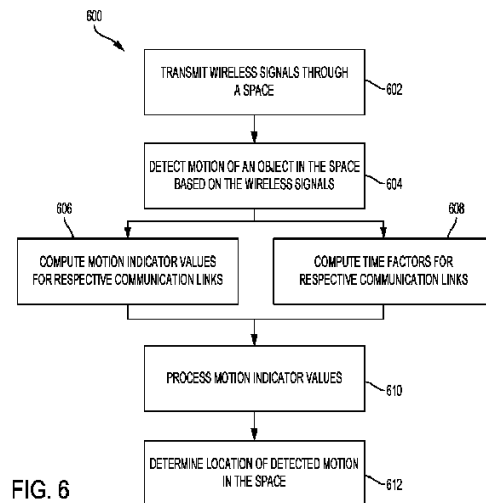 600
TRANSMIT WIRELESS SIGNALS THROUGH
A SPACE
602
DETECT MOTION OF AN OBJECT IN THE SPACE
BASED ON THE WIRELESS SIGNALS
604
606
COMPUTE MOTION INDICATOR VALUES
FOR RESPECTIVE COMMUNICATION LINKS
608
COMPUTE TIME FACTORS FOR
RESPECTIVE COMMUNICATION LINKS
PROCESS MOTION INDICATOR VALUES
610
DETERMINE LOCATION OF DETECTED MOTION
IN THE SPACE
612
FIG. 6